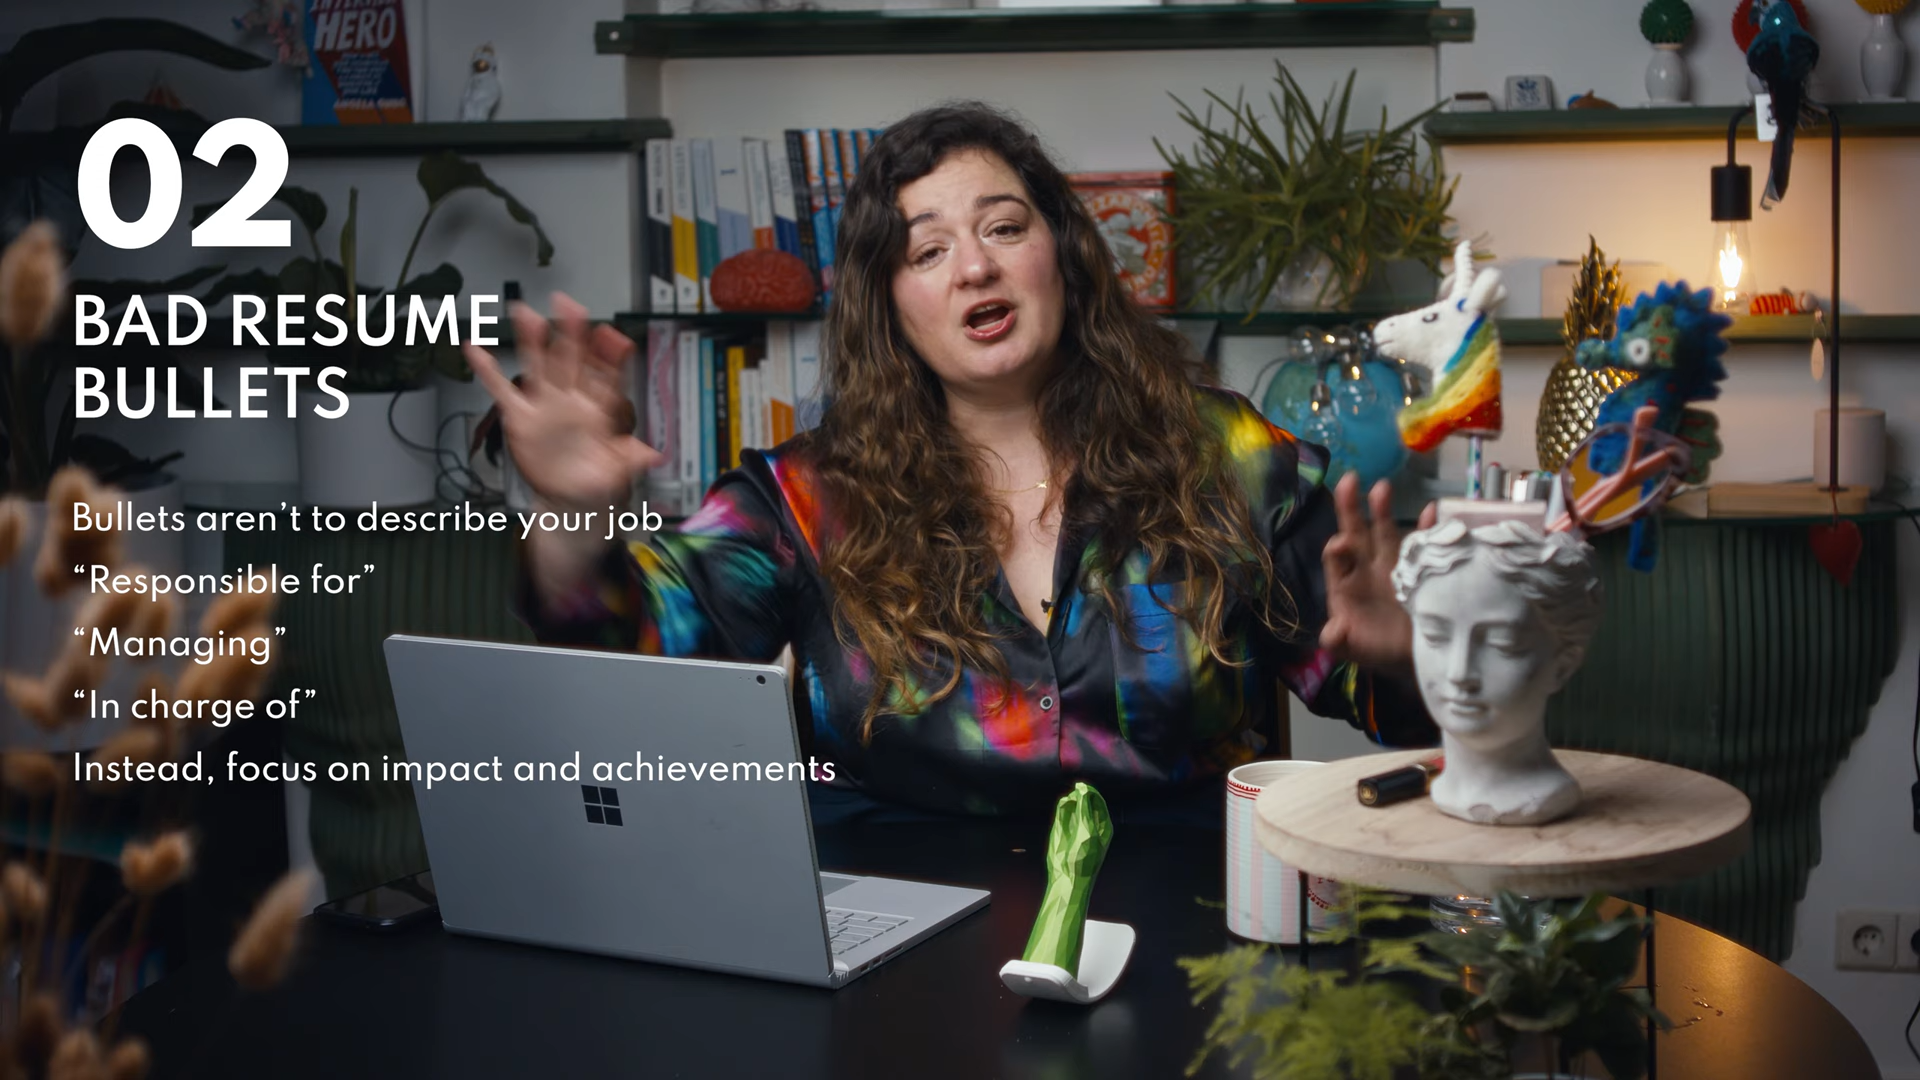 HERO
02
BAD RESUME
BULLETS
Bullets aren’t to describe your job
“Responsible for”
“Managing”
“In charge of”
Instead, focus on impact and achievements